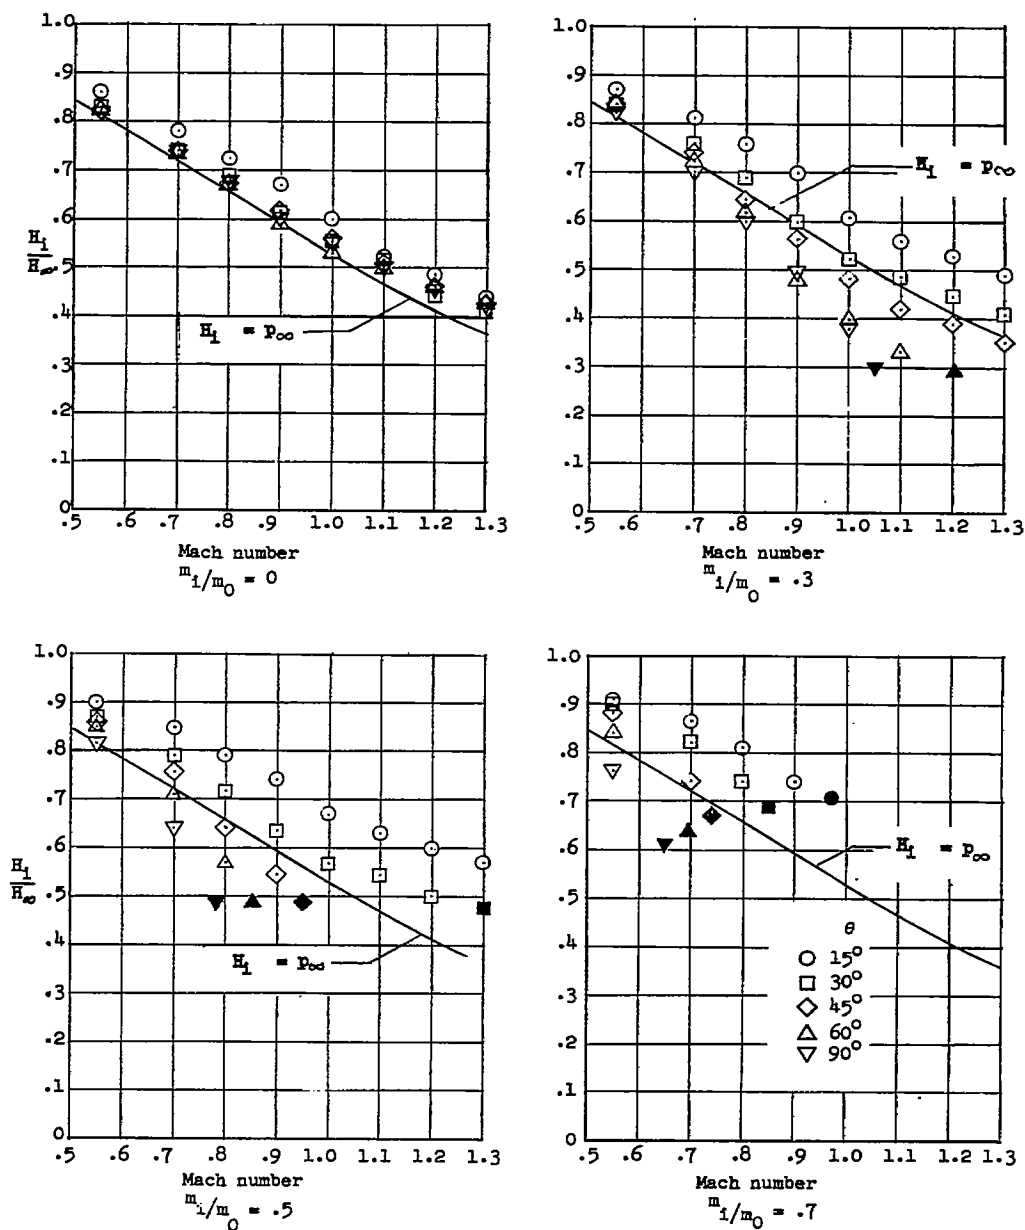 1.0
.9
.8
.7
.6
.5
.4
.3
.2
.1
0
H_i/H_∞
H_i = p_∞
.5 .6 .7 .8 .9 1.0 1.1 1.2 1.3
Mach number
m_i/m_0 = 0
1.0
.9
.8
.7
.6
.5
.4
.3
.2
.1
0
H_i = p_∞
.5 .6 .7 .8 .9 1.0 1.1 1.2 1.3
Mach number
m_i/m_0 = .3
1.0
.9
.8
.7
.6
.5
.4
.3
.2
.1
0
H_i/H_∞
H_i = p_∞
.5 .6 .7 .8 .9 1.0 1.1 1.2 1.3
Mach number
m_i/m_0 = .5
1.0
.9
.8
.7
.6
.5
.4
.3
.2
.1
0
H_i = p_∞
θ
15°
30°
45°
60°
90°
.5 .6 .7 .8 .9 1.0 1.1 1.2 1.3
Mach number
m_i/m_0 = .7